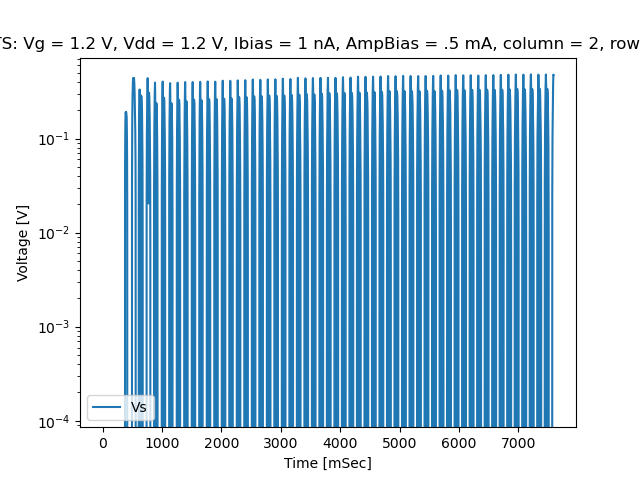 TS: Vg = 1.2 V, Vdd = 1.2 V, Ibias = 1 nA, AmpBias = .5 mA, column = 2, row
Voltage [V]
10⁻¹
10⁻²
10⁻³
10⁻⁴
Vs
0 1000 2000 3000 4000 5000 6000 7000
Time [mSec]